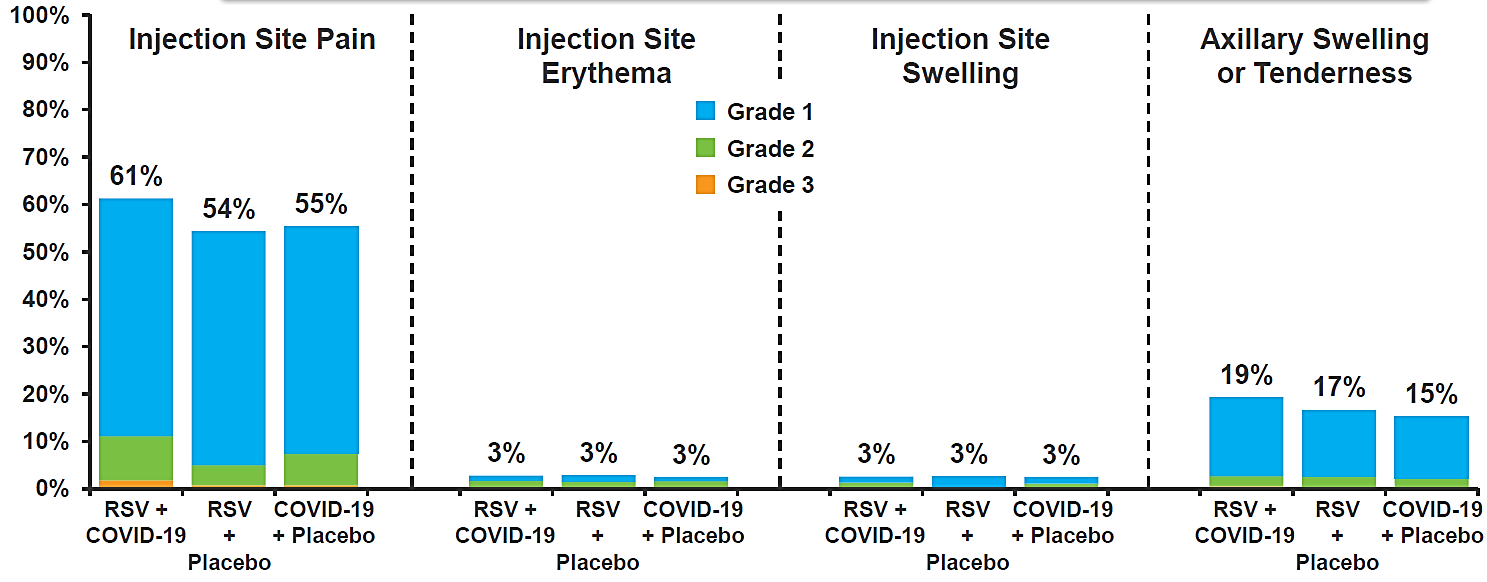 100%
90%
80%
70%
60%
50%
40%
30%
20%
10%
0%
Injection Site Pain
61%
54%
55%
RSV +
COVID-19
RSV
+
Placebo
COVID-19
+ Placebo
Injection Site
Erythema
3%
3%
3%
RSV +
COVID-19
RSV
+
Placebo
COVID-19
+ Placebo
Grade 1
Grade 2
Grade 3
Injection Site
Swelling
3%
3%
3%
RSV +
COVID-19
RSV
+
Placebo
COVID-19
+ Placebo
Axillary Swelling
or Tenderness
19%
17%
15%
RSV +
COVID-19
RSV
+
Placebo
COVID-19
+ Placebo